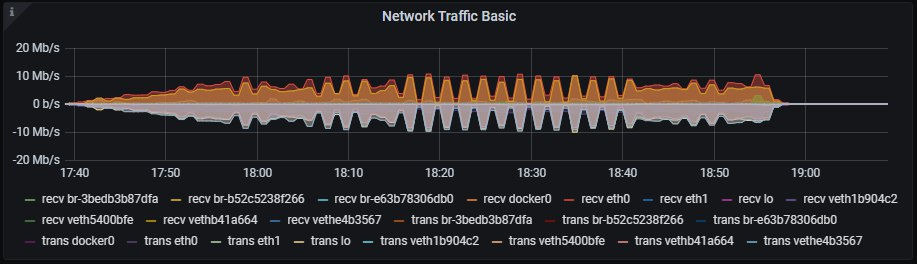 i
Network Traffic Basic
20 Mb/s
10 Mb/s
0 b/s
-10 Mb/s
-20 Mb/s
17:40 17:50 18:00 18:10 18:20 18:30 18:40 18:50 19:00
recv br-3bedb3b87dfa recv br-b52c5238f266 recv br-e63b78306db0 recv docker0 recv eth0 recv eth1 recv lo recv veth1b904c2
recv veth5400bfe recv vethb41a664 recv vethe4b3567 trans br-3bedb3b87dfa trans br-b52c5238f266 trans br-e63b78306db0
trans docker0 trans eth0 trans eth1 trans lo trans veth1b904c2 trans veth5400bfe trans vethb41a664 trans vethe4b3567